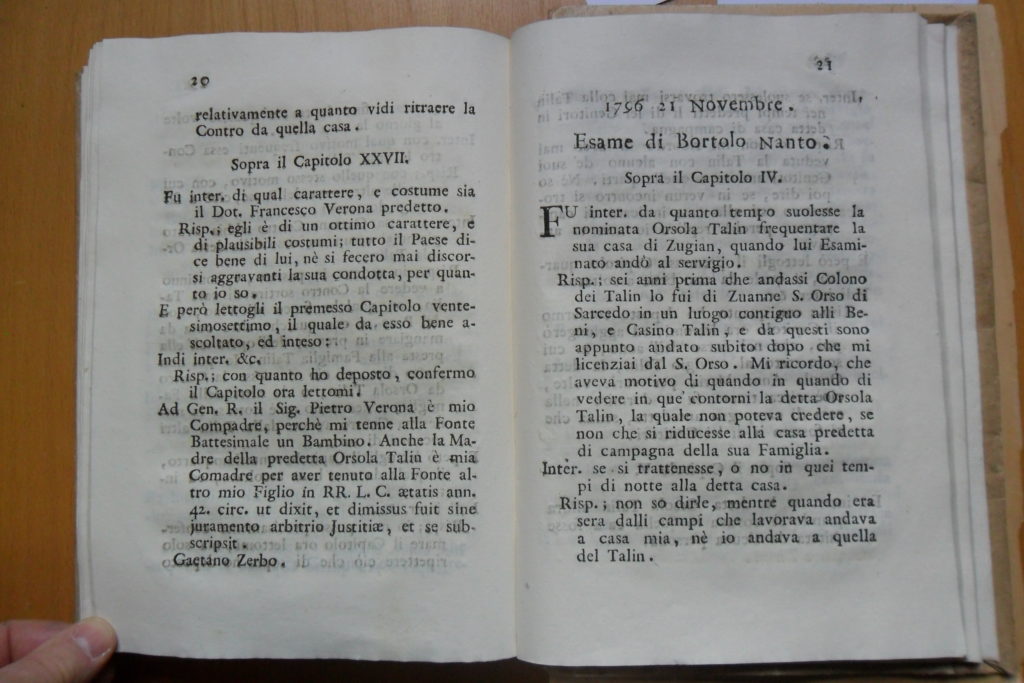 20
relativamente a quanto vidi ritraere la
Contro da quella casa.
Sopra il Capitolo XXVII.
Fu inter. di qual carattere, e costume sia
il Dot. Francesco Verona predetto.
Risp.; egli è di un ottimo carattere, e
di plausibili costumi; tutto il Paese di-
ce bene di lui, nè si fecero mai discor-
si aggravanti la sua condotta, per quan-
to io so.
E però lettogli il premesso Capitolo vente-
simosettimo, il quale da esso bene a-
scoltato, ed inteso:
Indi inter. &c.
Risp.; con quanto ho deposto, confermo
il Capitolo ora lettomi.
Ad Gen. R. il Sig. Pietro Verona è mio
Compadre, perchè mi tenne alla Fonte
Battesimale un Bambino. Anche la Ma-
dre della predetta Orsola Talin è mia
Comadre per aver tenuto alla Fonte al-
tro mio Figlio in RR. L. C. ætatis ann.
42. circ. ut dixit, et dimissus fuit sine
juramento arbitrio Justitiæ, et se sub-
scripsit.
Gaetano Zerbo.
21
1796 21 Novembre.
Esame di Bortolo Nanto.
Sopra il Capitolo IV.
FU inter. da quanto tempo suolesse la
nominata Orsola Talin frequentare la
sua casa di Zugian, quando lui Esami-
nato andò al servigio.
Risp.; sei anni prima che andassi Colono
dei Talin lo fui di Zuanne S. Orso di
Sarcedo in un luogo contiguo alli Be-
ni, e Casino Talin, e da questi sono
appunto andato subito dopo che mi
licenziai dal S. Orso. Mi ricordo, che
aveva motivo di quando in quando di
vedere in que' contorni la detta Orsola
Talin, la quale non poteva credere, se
non che si riducesse alla casa predetta
di campagna della sua Famiglia.
Inter. se si trattenesse, o no in quei tem-
pi di notte alla detta casa.
Risp.; non so dirle, mentre quando era
sera dalli campi che lavorava andava
a casa mia, nè io andava a quella
del Talin.